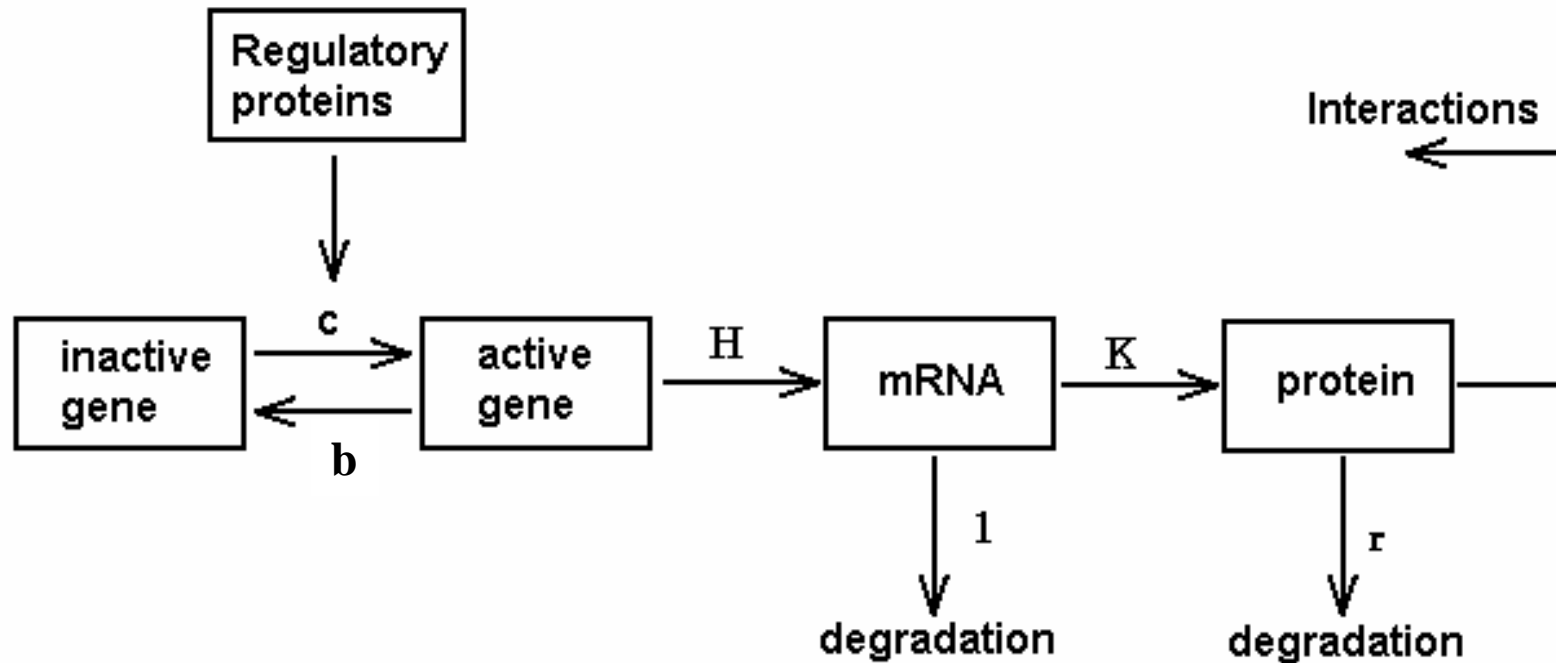 Regulatory
proteins
Interactions
c
inactive
gene
active
gene
H
mRNA
K
protein
b
1
r
degradation
degradation